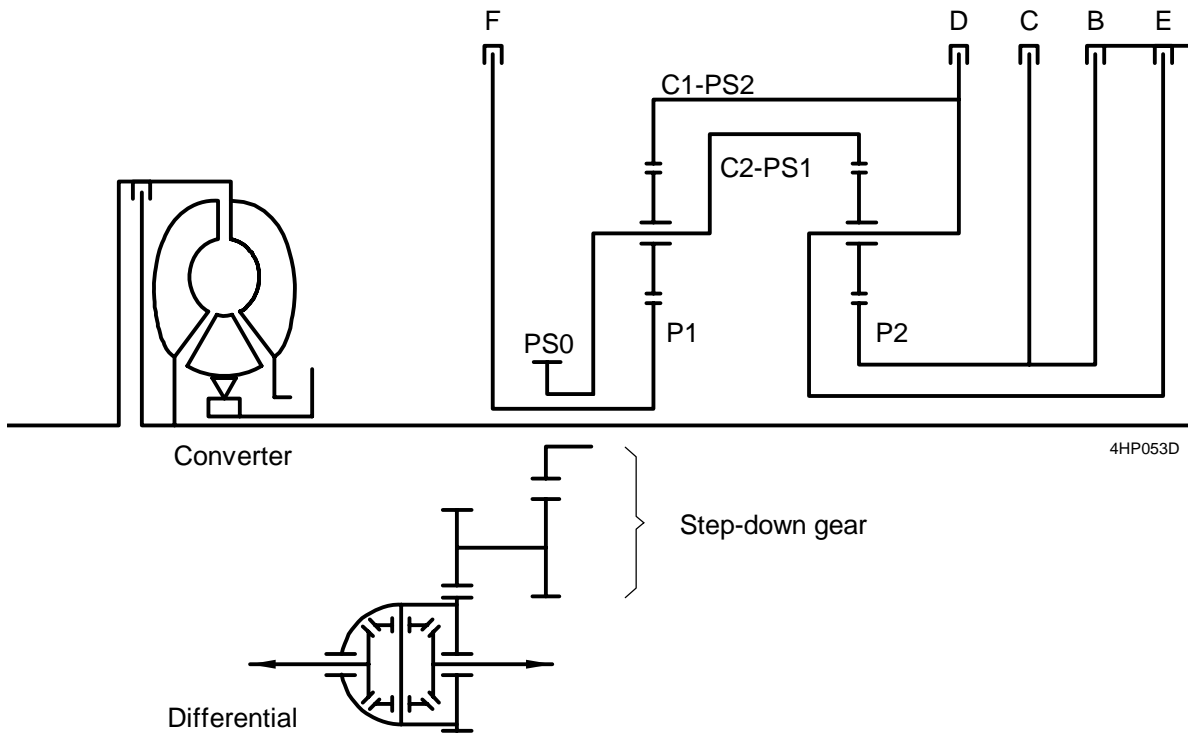 F D C B E
C1-PS2
C2-PS1
PS0 P1 P2
Converter
4HP053D
Step-down gear
Differential